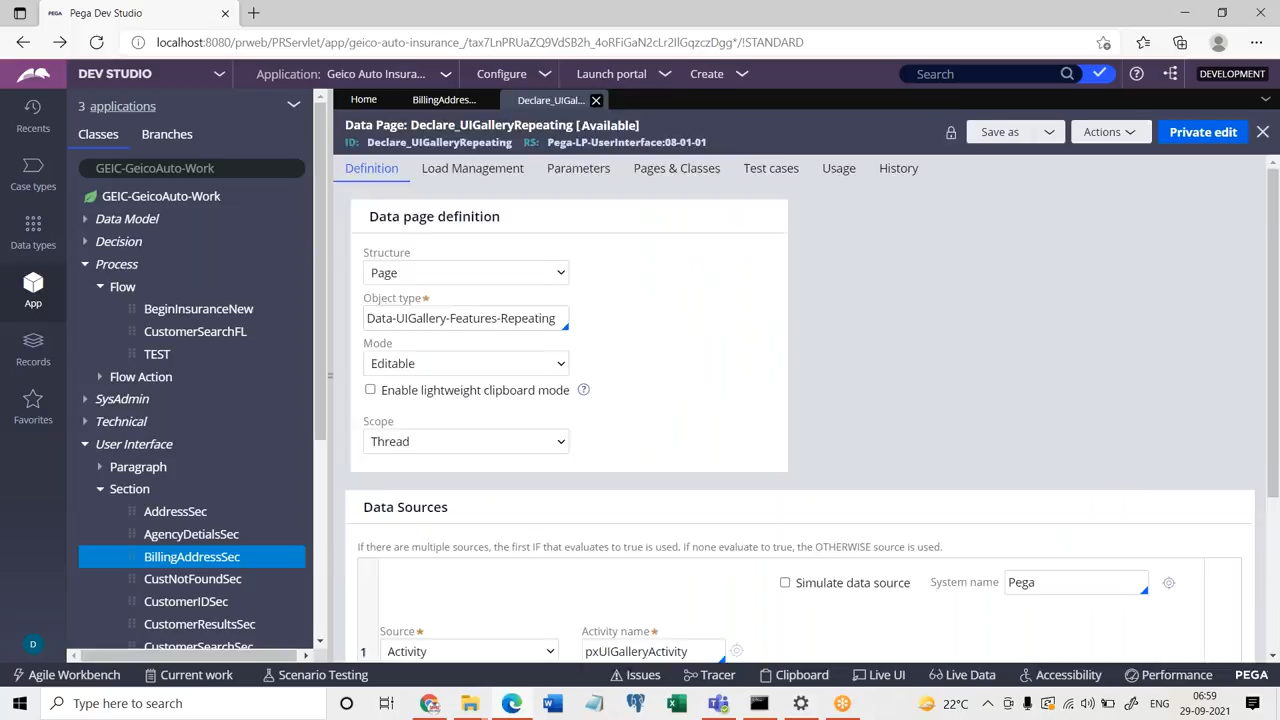 Pega Dev Studio
localhost:8080/prweb/PRServlet/app/geico-auto-insurance_/tax7LnPRUaZQ9VdSB2h_4oRFiGaN2cLr2IlGqzczDgg*/!STANDARD
DEV STUDIO
Application: Geico Auto Insura...
Configure
Launch portal
Create
Search
DEVELOPMENT
3 applications
Home
BillingAddres...
Declare_UIGal...
Recents
Classes
Branches
Data Page: Declare_UIGalleryRepeating [Available]
ID: Declare_UIGalleryRepeating RS: Pega-LP-UserInterface:08-01-01
Save as
Actions
Private edit
GEIC-GeicoAuto-Work
Definition
Load Management
Parameters
Pages & Classes
Test cases
Usage
History
Case types
GEIC-GeicoAuto-Work
Data Model
Decision
Process
Flow
BeginInsuranceNew
CustomerSearchFL
TEST
Flow Action
SysAdmin
Technical
User Interface
Paragraph
Section
AddressSec
AgencyDetialsSec
BillingAddressSec
CustNotFoundSec
CustomerIDSec
CustomerResultsSec
CustomerSearchSec
Data types
App
Records
Favorites
D
Data page definition
Structure
Page
Object type*
Data-UIGallery-Features-Repeating
Mode
Editable
Enable lightweight clipboard mode ?
Scope
Thread
Data Sources
If there are multiple sources, the first IF that evaluates to true is used. If none evaluate to true, the OTHERWISE source is used.
Simulate data source
System name
Pega
Source*
Activity name*
1
Activity
pxUIGalleryActivity
Agile Workbench
Current work
Scenario Testing
Issues
Tracer
Clipboard
Live UI
Live Data
Accessibility
Performance
PEGA
Type here to search
22°C
ENG
06:59
29-09-2021